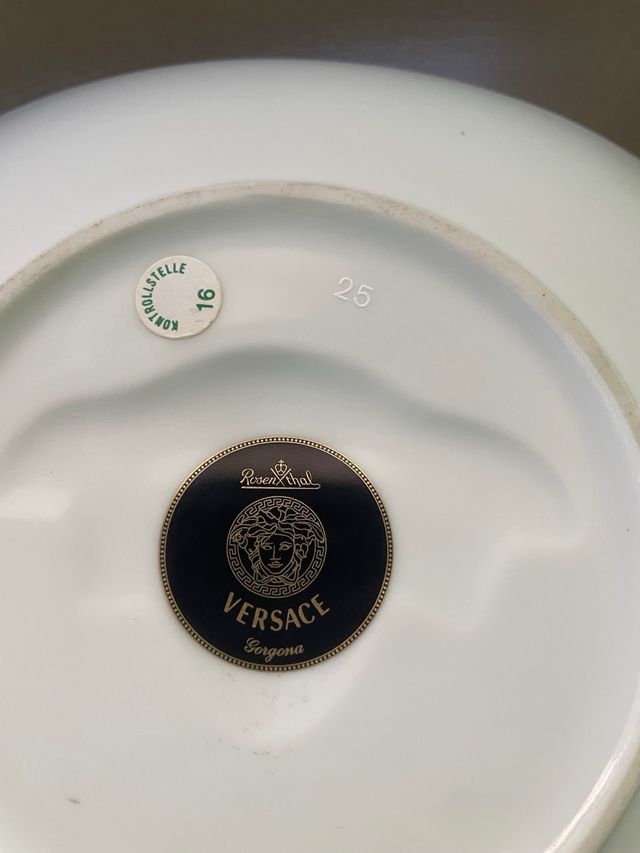 KONTROLLSTELLE
16
25
Rosenthal
VERSACE
Gorgona